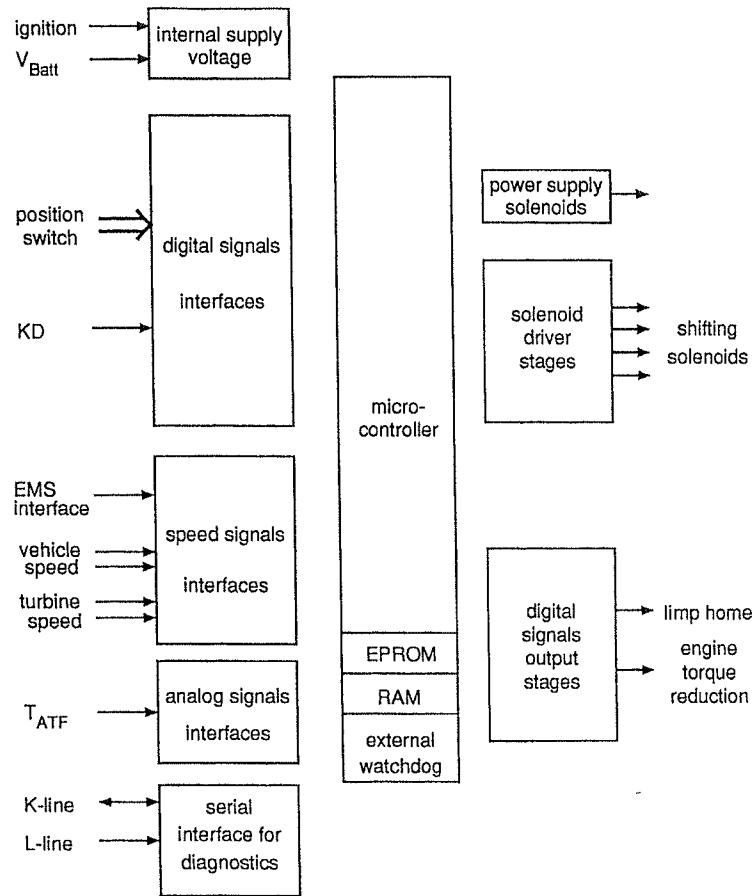 ignition
V_Batt
internal supply
voltage
position
switch
KD
digital signals
interfaces
EMS
interface
vehicle
speed
turbine
speed
speed signals
interfaces
T_ATF
analog signals
interfaces
K-line
L-line
serial
interface for
diagnostics
micro-
controller
EPROM
RAM
external
watchdog
power supply
solenoids
solenoid
driver
stages
shifting
solenoids
digital
signals
output
stages
limp home
engine
torque
reduction